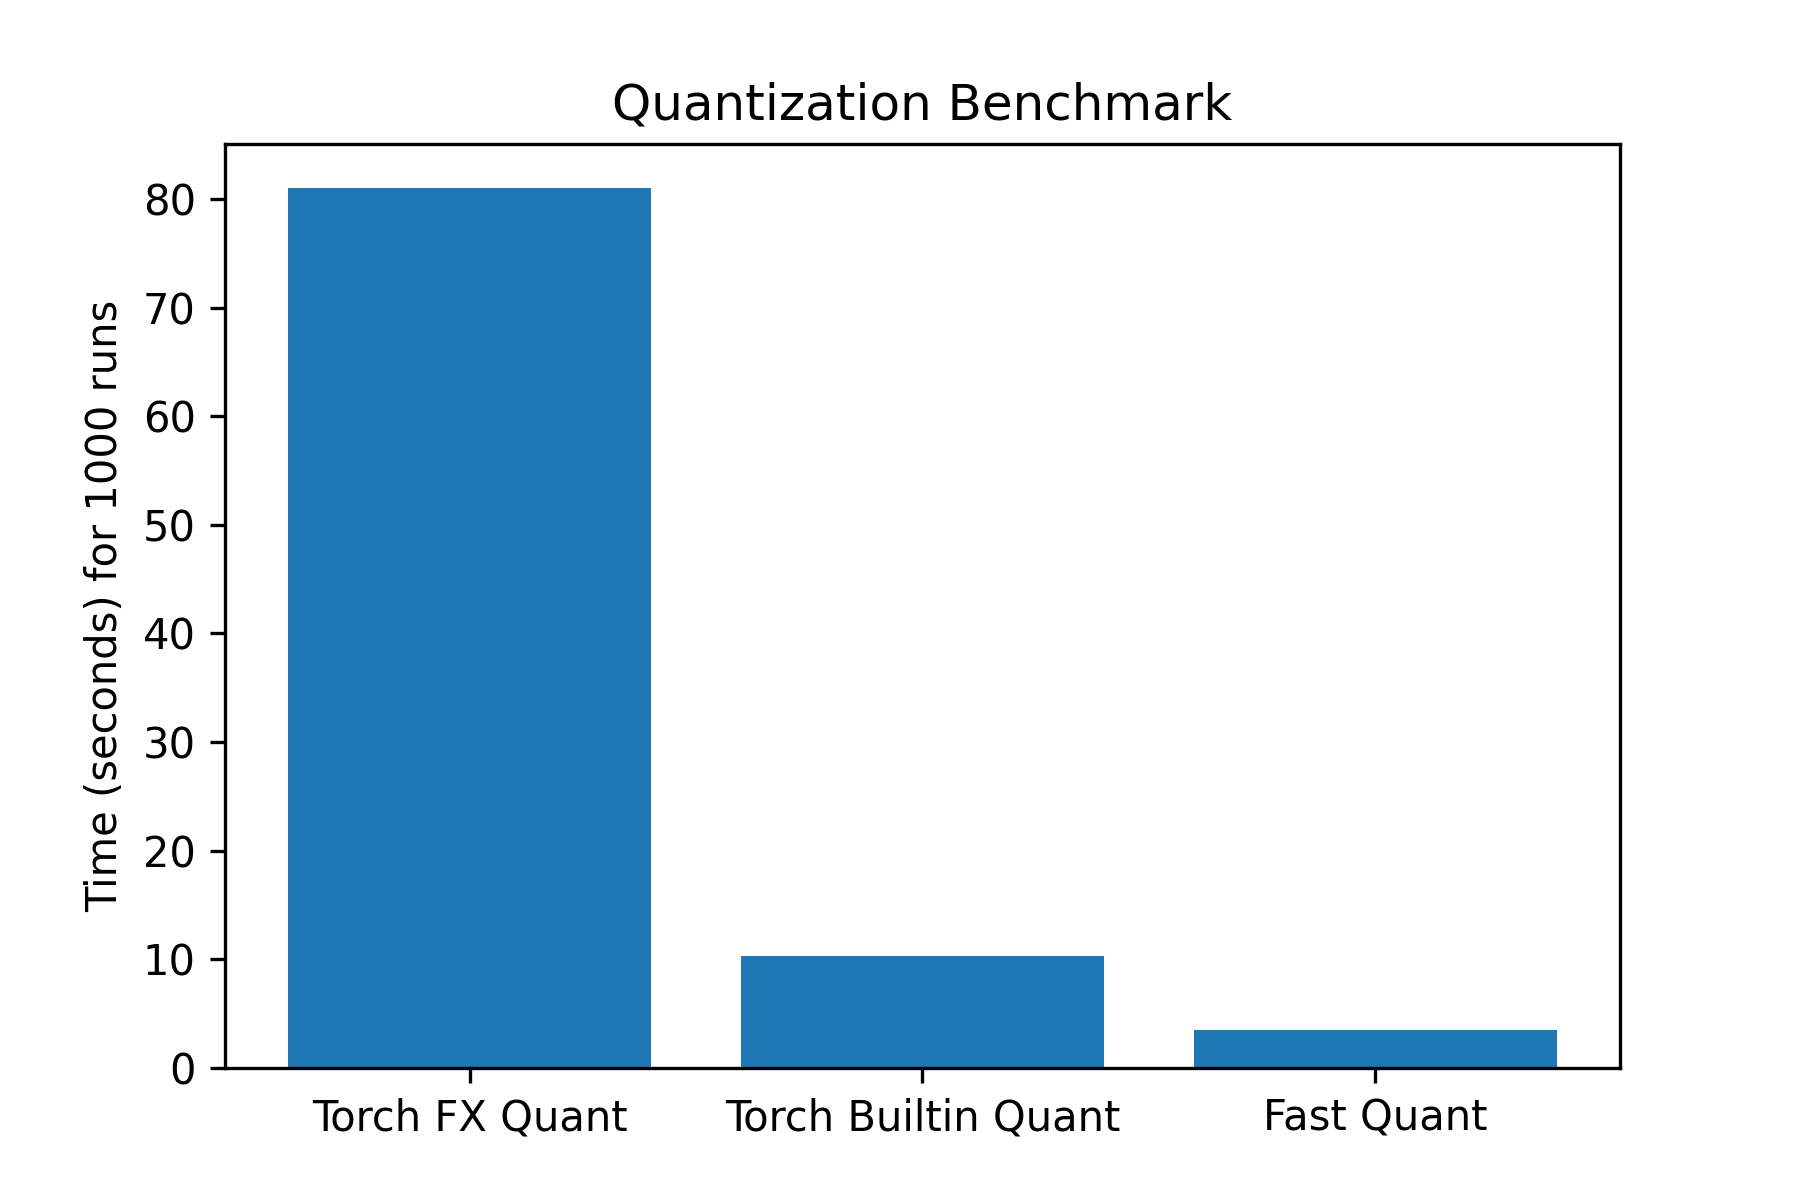 Quantization Benchmark
Time (seconds) for 1000 runs
80
70
60
50
40
30
20
10
0
Torch FX Quant
Torch Builtin Quant
Fast Quant